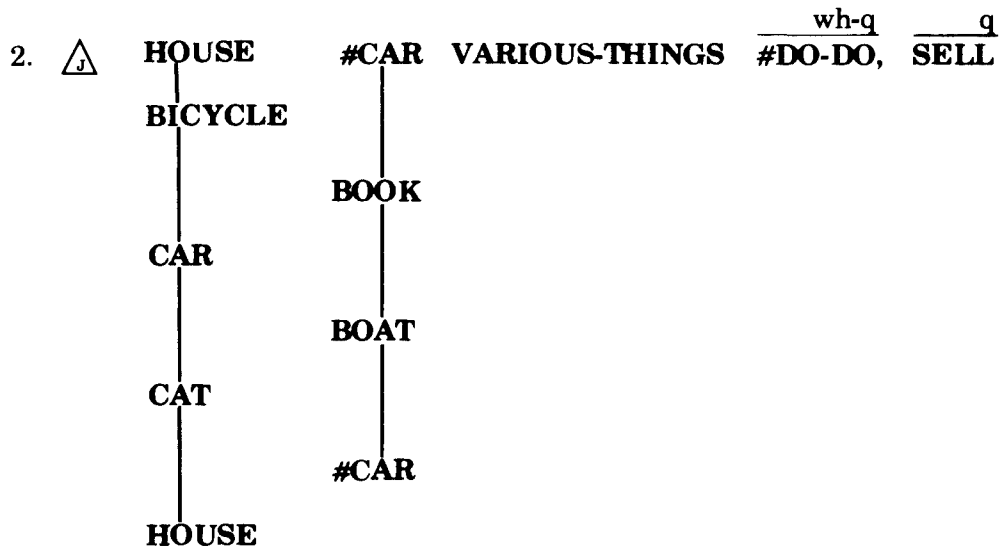 wh-q q
2. J HOUSE #CAR VARIOUS-THINGS #DO-DO, SELL
BICYCLE
BOOK
CAR
BOAT
CAT
#CAR
HOUSE